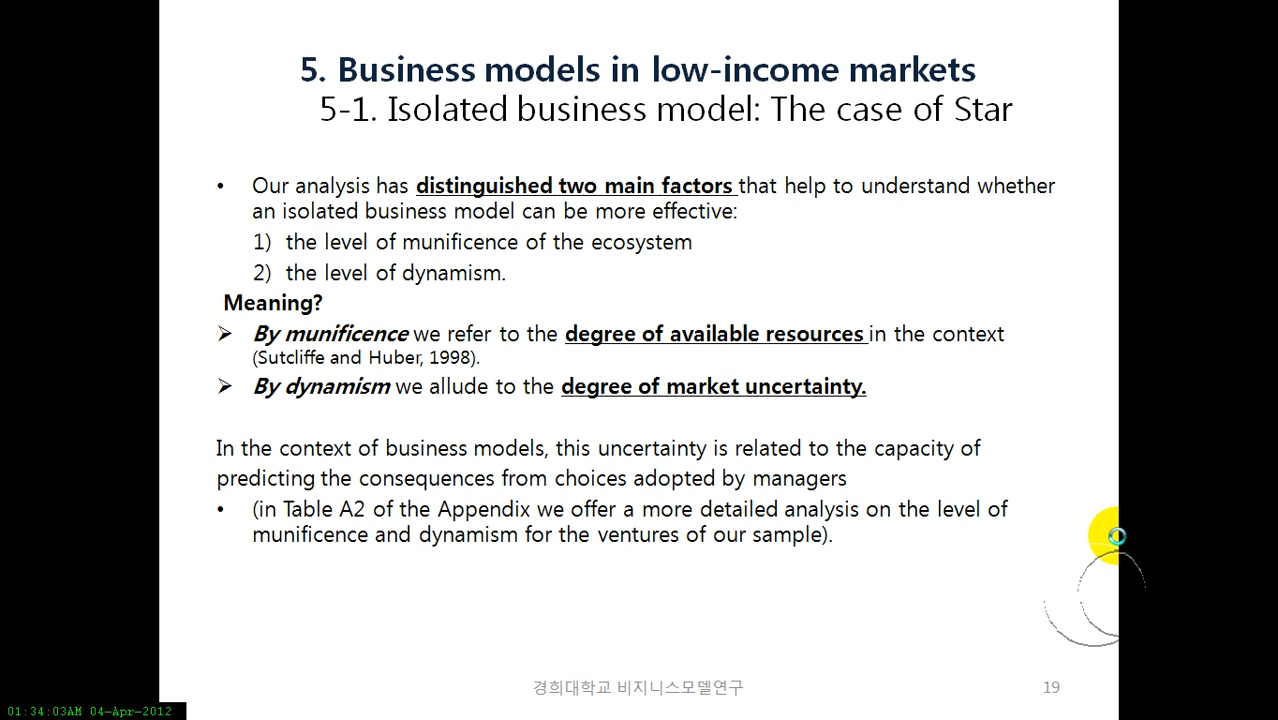 5. Business models in low-income markets
5-1. Isolated business model: The case of Star
• Our analysis has distinguished two main factors that help to understand whether
an isolated business model can be more effective:
1) the level of munificence of the ecosystem
2) the level of dynamism.
Meaning?
➢ By munificence we refer to the degree of available resources in the context
(Sutcliffe and Huber, 1998).
➢ By dynamism we allude to the degree of market uncertainty.
In the context of business models, this uncertainty is related to the capacity of
predicting the consequences from choices adopted by managers
• (in Table A2 of the Appendix we offer a more detailed analysis on the level of
munificence and dynamism for the ventures of our sample).
경희대학교 비지니스모델연구 19
01:34:03AM 04-Apr-2012